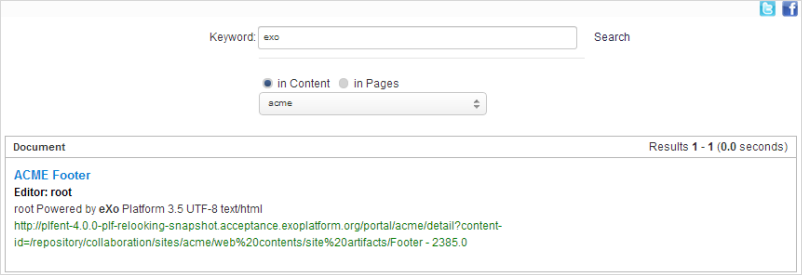 Keyword: exo Search
in Content in Pages
acme
Document Results 1 - 1 (0.0 seconds)
ACME Footer
Editor: root
root Powered by eXo Platform 3.5 UTF-8 text/html
http://plfent-4.0.0-plf-relooking-snapshot.acceptance.exoplatform.org/portal/acme/detail?content-
id=/repository/collaboration/sites/acme/web%20contents/site%20artifacts/Footer - 2385.0